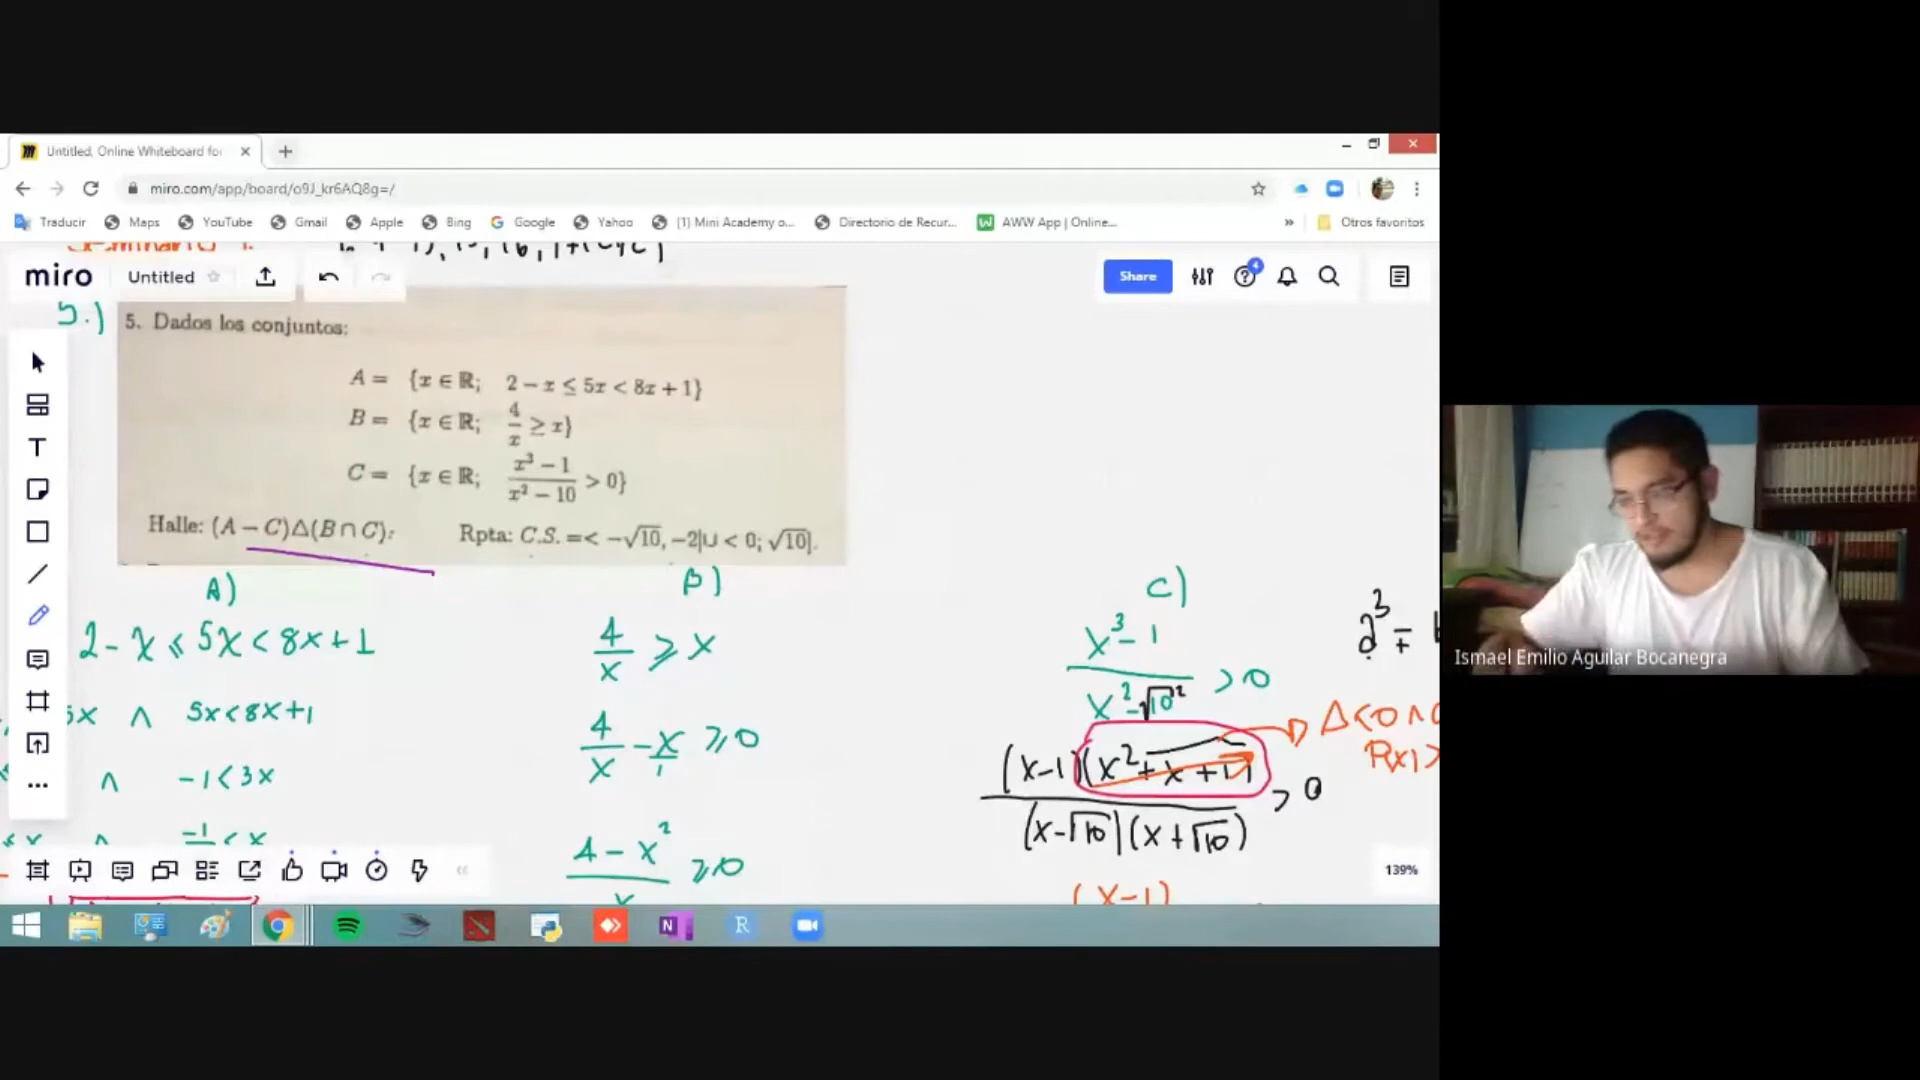 Untitled, Online Whiteboard for
miro.com/app/board/o9J_kr6AQ8g=/
Traducir Maps YouTube Gmail Apple Bing Google Yahoo [1] Mini Academy o... Directorio de Recur... AWW App | Online... » Otros favoritos
miro Untitled Share 4
5.) 5. Dados los conjuntos:
A = {x ∈ ℝ; 2 − x ≤ 5x < 8x + 1}
B = {x ∈ ℝ; 4/x ≥ x}
C = {x ∈ ℝ; (x³ − 1)/(x² − 10) > 0}
Halle: (A − C)Δ(B ∩ C): Rpta: C.S. =< −√10, −2]∪ < 0; √10].
A) B) C)
2 - x ≤ 5x < 8x + 1
5x ∧ 5x < 8x + 1
∧ -1 < 3x
∧ -1 < x
4/x ≥ x
4/x - x/1 ≥ 0
4 - x² ≥ 0
x
x³ - 1
x² - √10² > 0
(x-1)(x² + x + 1)
(x-√10)(x+√10) > 0
(x-1)
Δ < 0 ∧
P(x) >
Ismael Emilio Aguilar Bocanegra
139%